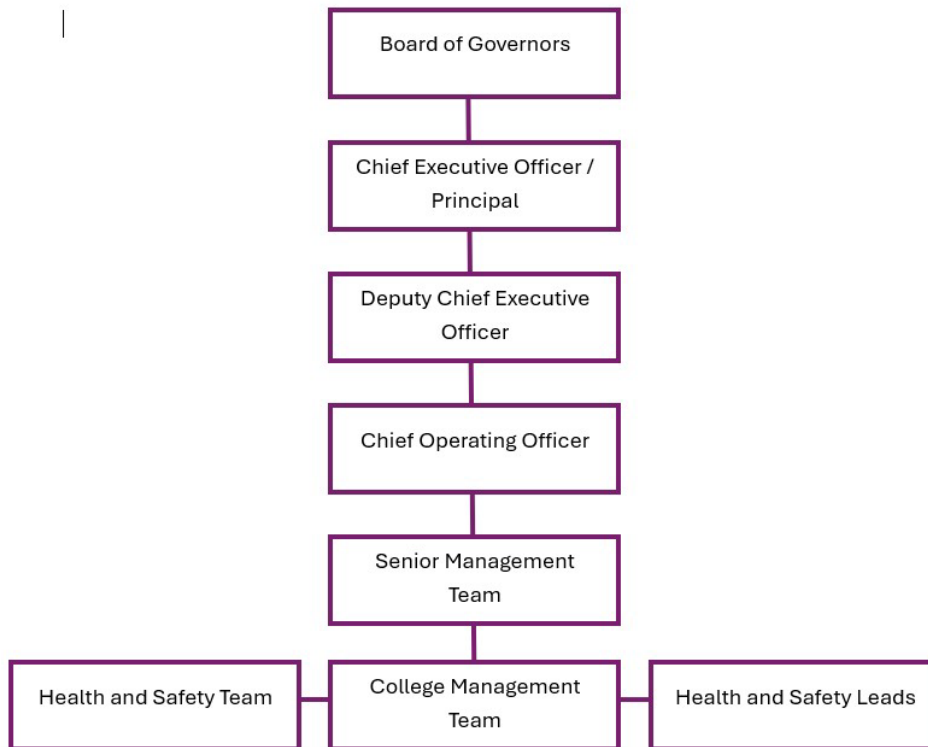 Board of Governors
Chief Executive Officer /
Principal
Deputy Chief Executive
Officer
Chief Operating Officer
Senior Management
Team
Health and Safety Team
College Management
Team
Health and Safety Leads